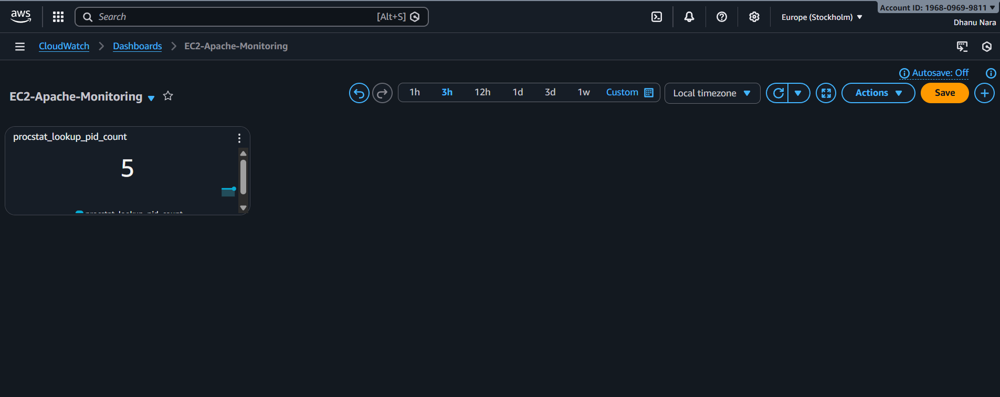 aws
Search [Alt+S]
Europe (Stockholm)
Account ID: 1968-0969-9811
Dhanu Nara
CloudWatch Dashboards EC2-Apache-Monitoring
Autosave: Off
EC2-Apache-Monitoring
1h 3h 12h 1d 3d 1w Custom
Local timezone
Actions
Save
procstat_lookup_pid_count
5
procstat_lookup_pid_count